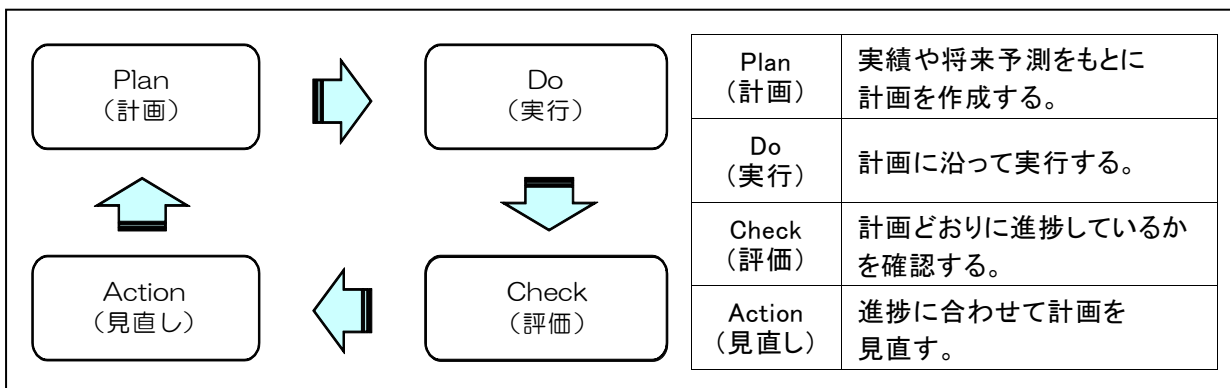 Plan
（計画）
Do
（実行）
Action
（見直し）
Check
（評価）
Plan
（計画）
実績や将来予測をもとに
計画を作成する。
Do
（実行）
計画に沿って実行する。
Check
（評価）
計画どおりに進捗しているか
を確認する。
Action
（見直し）
進捗に合わせて計画を
見直す。